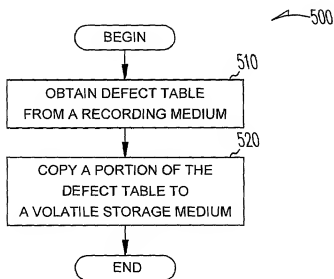 500
BEGIN
510
OBTAIN DEFECT TABLE
FROM A RECORDING MEDIUM
520
COPY A PORTION OF THE
DEFECT TABLE TO
A VOLATILE STORAGE MEDIUM
END